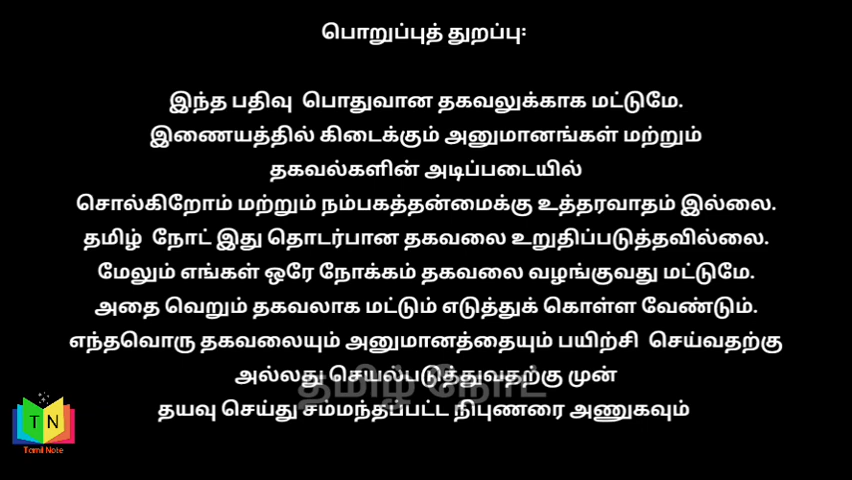 பொறுப்புத் துறப்பு:
இந்த பதிவு பொதுவான தகவலுக்காக மட்டுமே.
இணையத்தில் கிடைக்கும் அனுமானங்கள் மற்றும்
தகவல்களின் அடிப்படையில்
சொல்கிறோம் மற்றும் நம்பகத்தன்மைக்கு உத்தரவாதம் இல்லை.
தமிழ் நோட் இது தொடர்பான தகவலை உறுதிப்படுத்தவில்லை.
மேலும் எங்கள் ஒரே நோக்கம் தகவலை வழங்குவது மட்டுமே.
அதை வெறும் தகவலாக மட்டும் எடுத்துக் கொள்ள வேண்டும்.
எந்தவொரு தகவலையும் அனுமானத்தையும் பயிற்சி செய்வதற்கு
அல்லது செயல்படுத்துவதற்கு முன்
தமிழ் நோட்
தயவு செய்து சம்மந்தப்பட்ட நிபுணரை அணுகவும்
T N
Tamil Note